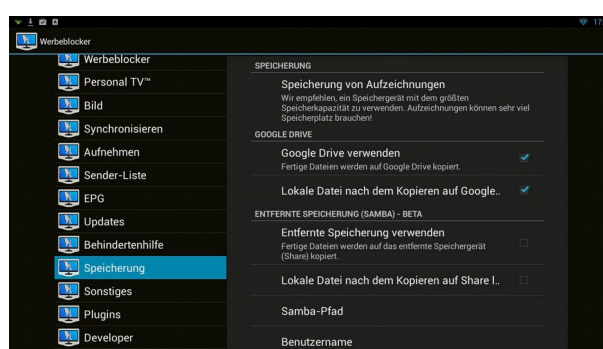 17
Werbeblocker
Werbeblocker
Personal TV™
Bild
Synchronisieren
Aufnehmen
Sender-Liste
EPG
Updates
Behindertenhilfe
Speicherung
Sonstiges
Plugins
Developer
SPEICHERUNG
Speicherung von Aufzeichnungen
Wir empfehlen, ein Speichergerät mit dem größten
Speicherkapazität zu verwenden. Aufzeichnungen können sehr viel
Speicherplatz brauchen!
GOOGLE DRIVE
Google Drive verwenden
Fertige Dateien werden auf Google Drive kopiert.
Lokale Datei nach dem Kopieren auf Google..
ENTFERNTE SPEICHERUNG (SAMBA) - BETA
Entfernte Speicherung verwenden
Fertige Dateien werden auf das entfernte Speichergerät
(Share) kopiert.
Lokale Datei nach dem Kopieren auf Share l..
Samba-Pfad
Benutzername